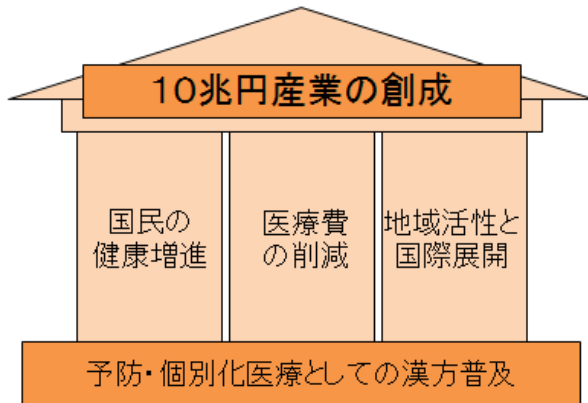 10兆円産業の創成
国民の
健康増進
医療費
の削減
地域活性と
国際展開
予防・個別化医療としての漢方普及